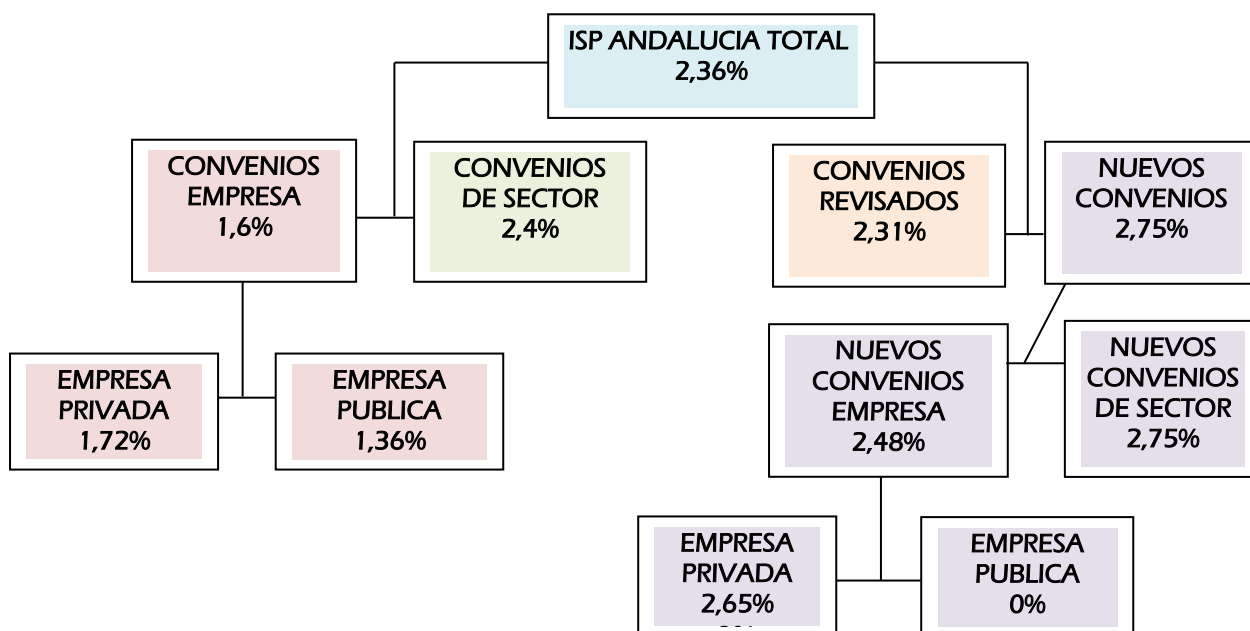 ISP ANDALUCIA TOTAL
2,36%
CONVENIOS
EMPRESA
1,6%
CONVENIOS
DE SECTOR
2,4%
CONVENIOS
REVISADOS
2,31%
NUEVOS
CONVENIOS
2,75%
EMPRESA
PRIVADA
1,72%
EMPRESA
PUBLICA
1,36%
NUEVOS
CONVENIOS
EMPRESA
2,48%
NUEVOS
CONVENIOS
DE SECTOR
2,75%
EMPRESA
PRIVADA
2,65%
EMPRESA
PUBLICA
0%